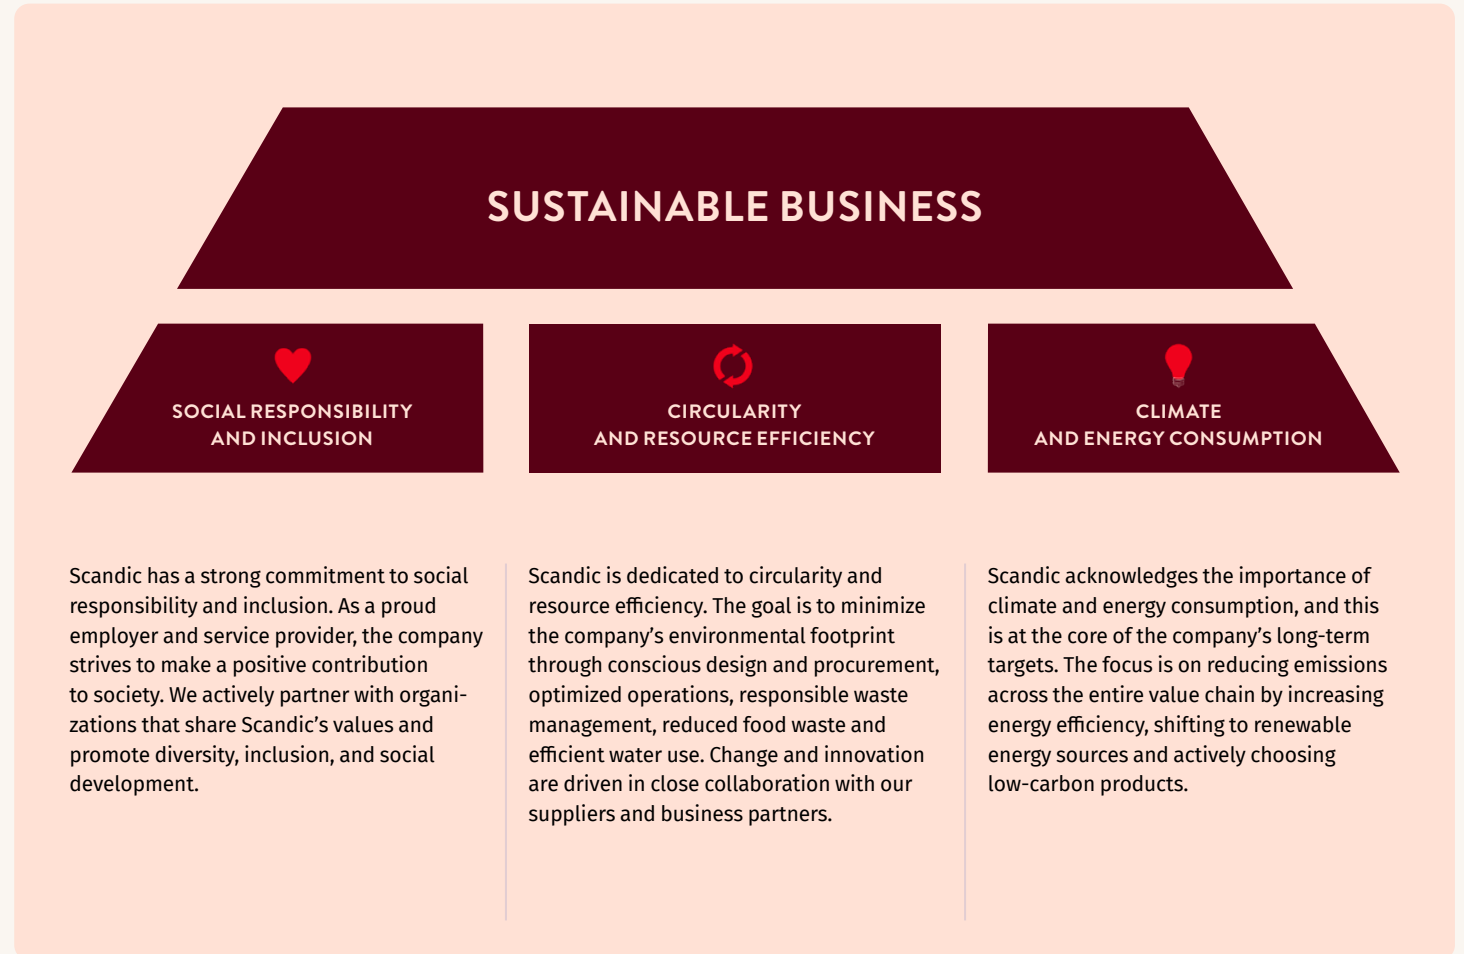 SUSTAINABLE BUSINESS
SOCIAL RESPONSIBILITY
AND INCLUSION
CIRCULARITY
AND RESOURCE EFFICIENCY
CLIMATE
AND ENERGY CONSUMPTION
Scandic has a strong commitment to social
responsibility and inclusion. As a proud
employer and service provider, the company
strives to make a positive contribution
to society. We actively partner with organi-
zations that share Scandic’s values and
promote diversity, inclusion, and social
development.
Scandic is dedicated to circularity and
resource efficiency. The goal is to minimize
the company’s environmental footprint
through conscious design and procurement,
optimized operations, responsible waste
management, reduced food waste and
efficient water use. Change and innovation
are driven in close collaboration with our
suppliers and business partners.
Scandic acknowledges the importance of
climate and energy consumption, and this
is at the core of the company’s long-term
targets. The focus is on reducing emissions
across the entire value chain by increasing
energy efficiency, shifting to renewable
energy sources and actively choosing
low-carbon products.